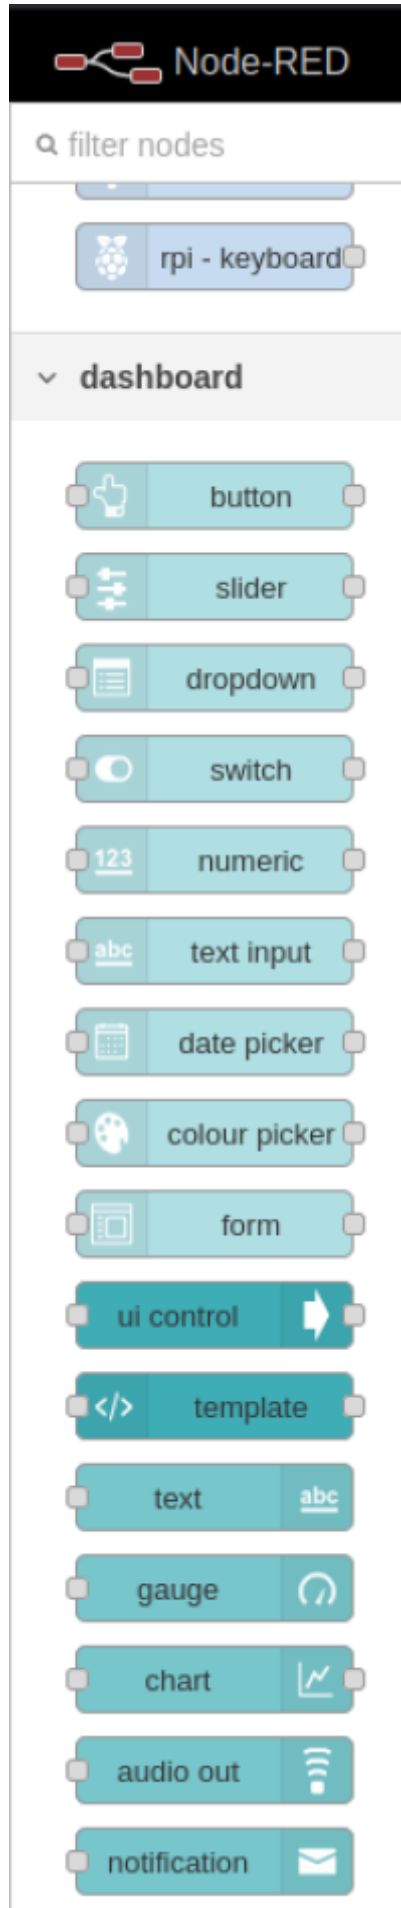 Node-RED
filter nodes
rpi - keyboard
dashboard
button
slider
dropdown
switch
123 numeric
abc text input
date picker
colour picker
form
ui control
</> template
text abc
gauge
chart
audio out
notification